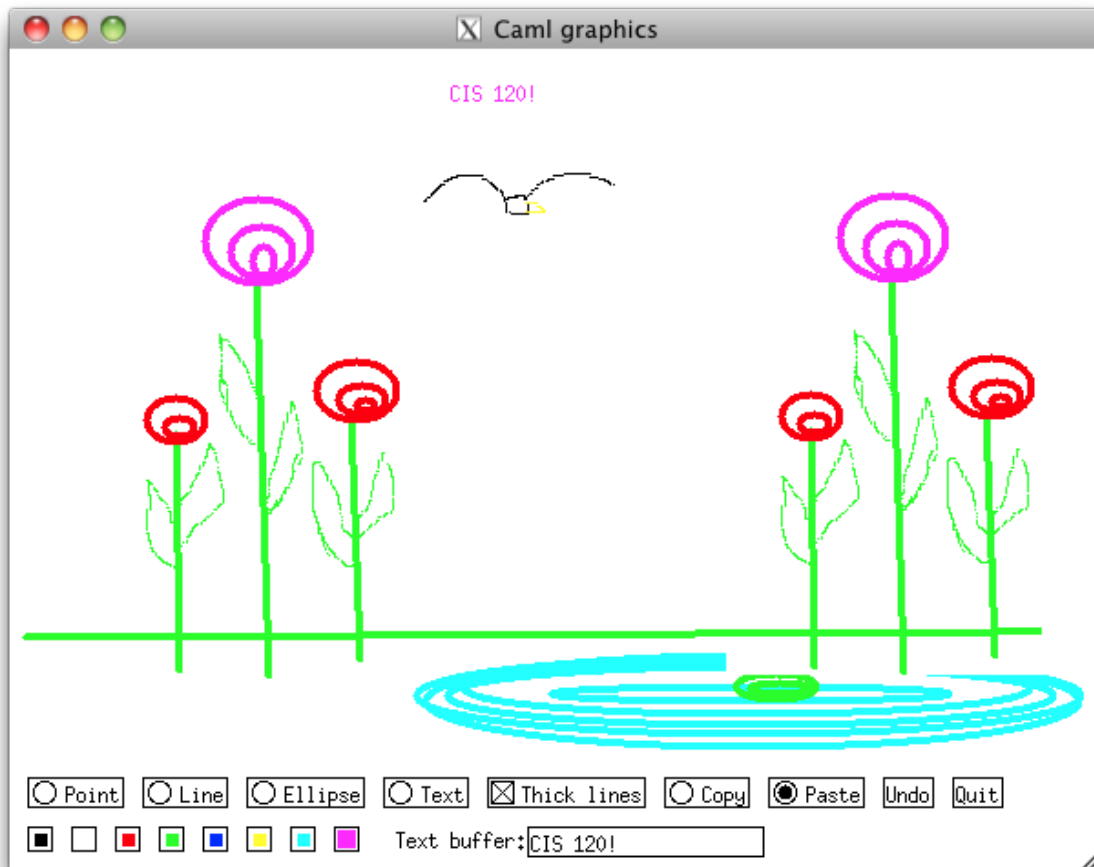 Caml graphics
CIS 120!
Point Line Ellipse Text Thick lines Copy Paste Undo Quit
Text buffer: CIS 120!